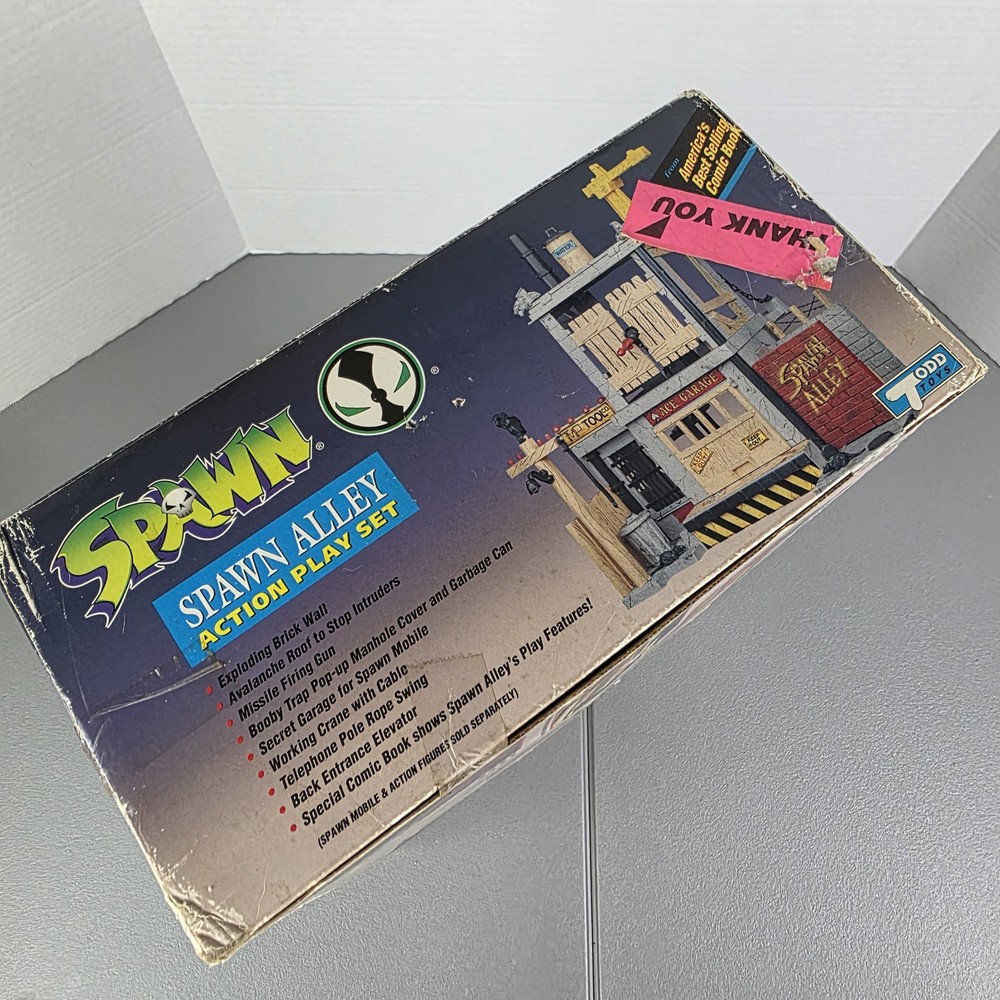 from
America's
Best Selling
Comic Book
THANK YOU
WATER
SPAWN
ALLEY
TODD
TOYS
ACE GARAGE
TOOL
KEEP
OUT
SPAWN®
®
SPAWN ALLEY
ACTION PLAY SET
• Exploding Brick Wall
• Avalanche Roof to Stop Intruders
• Missile Firing Gun
• Booby Trap Pop-up Manhole Cover and Garbage Can
• Secret Garage for Spawn Mobile
• Working Crane with Cable
• Telephone Pole Rope Swing
• Back Entrance Elevator
• Special Comic Book shows Spawn Alley's Play Features!
(SPAWN MOBILE & ACTION FIGURES SOLD SEPARATELY)